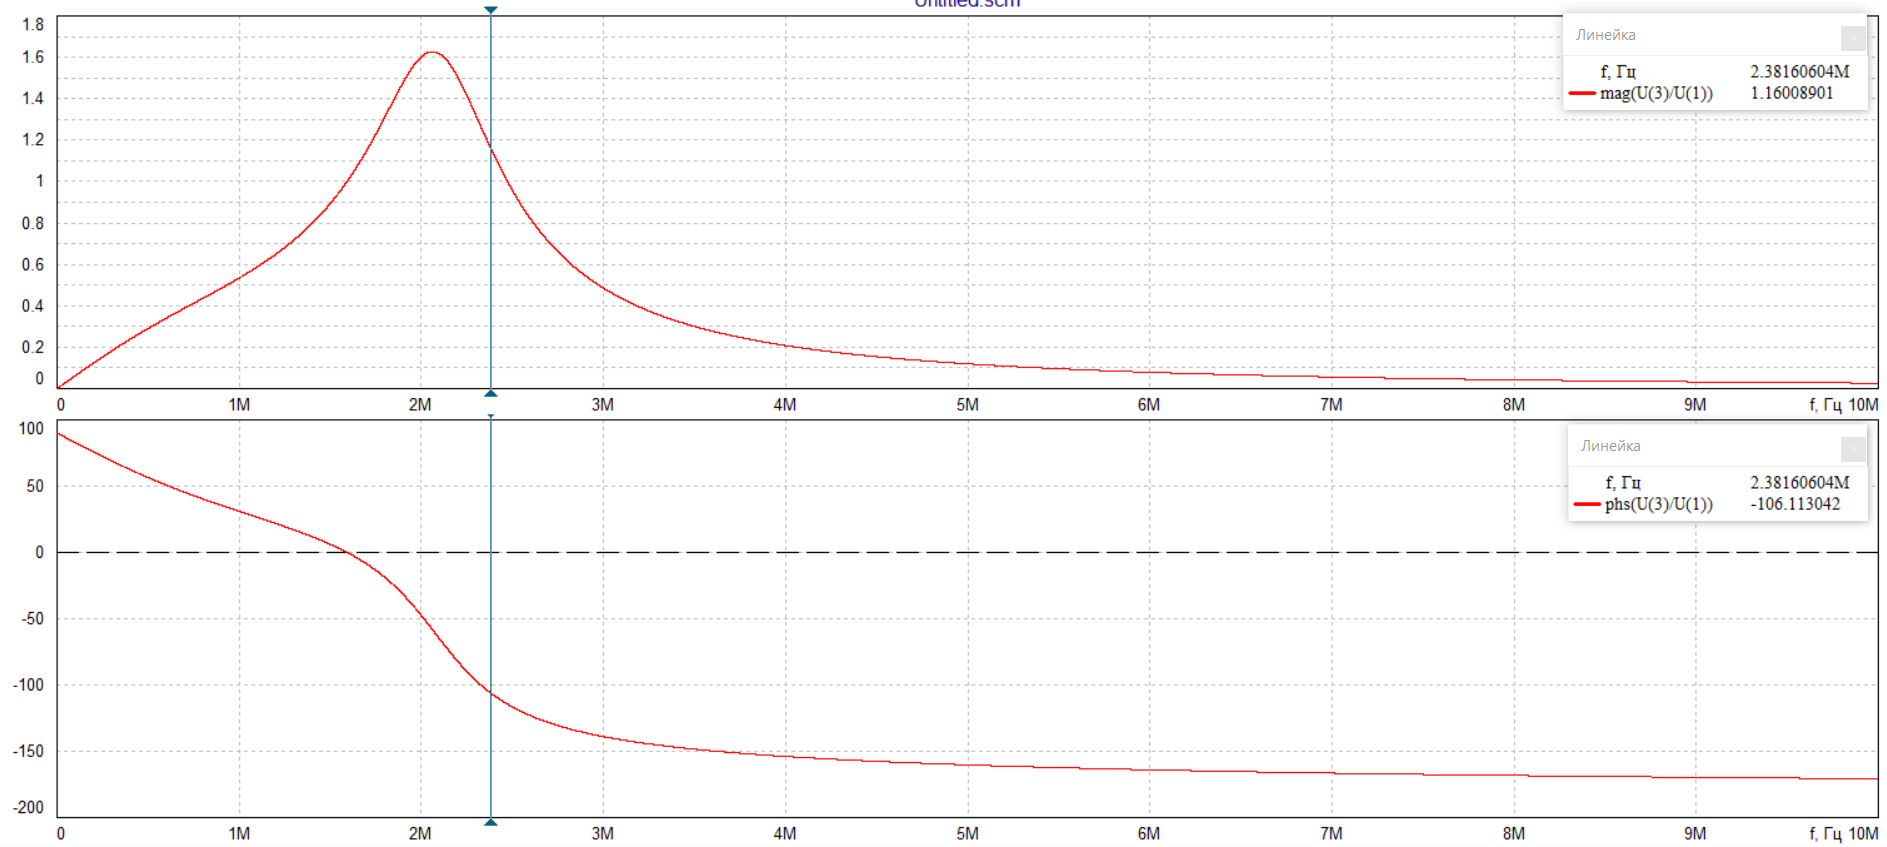 Untitled.scm
1.8
1.6
1.4
1.2
1
0.8
0.6
0.4
0.2
0
0 1M 2M 3M 4M 5M 6M 7M 8M 9M f, Гц 10M
Линейка
f, Гц 2.38160604M
mag(U(3)/U(1)) 1.16008901
100
50
0
-50
-100
-150
-200
0 1M 2M 3M 4M 5M 6M 7M 8M 9M f, Гц 10M
Линейка
f, Гц 2.38160604M
phs(U(3)/U(1)) -106.113042